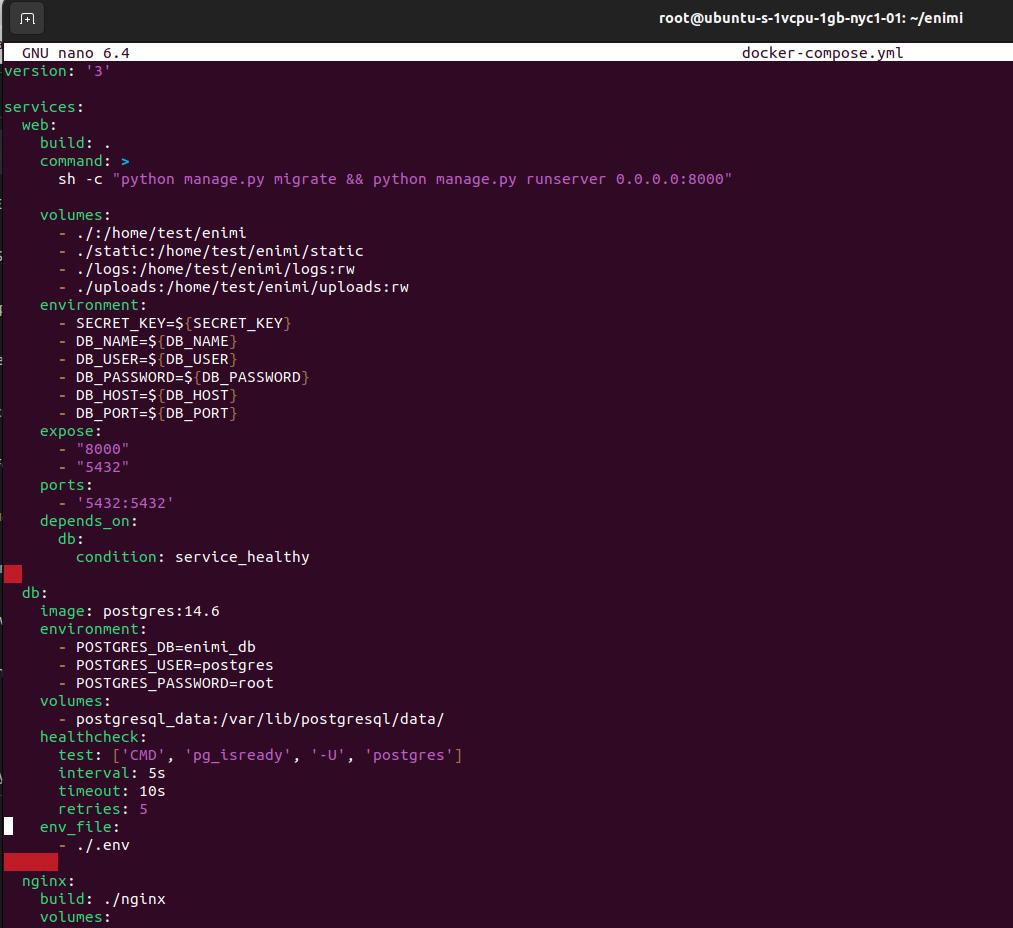 root@ubuntu-s-1vcpu-1gb-nyc1-01: ~/enimi
GNU nano 6.4 docker-compose.yml
version: '3'

services:
  web:
    build: .
    command: >
      sh -c "python manage.py migrate && python manage.py runserver 0.0.0.0:8000"

    volumes:
      - ./:/home/test/enimi
      - ./static:/home/test/enimi/static
      - ./logs:/home/test/enimi/logs:rw
      - ./uploads:/home/test/enimi/uploads:rw
    environment:
      - SECRET_KEY=${SECRET_KEY}
      - DB_NAME=${DB_NAME}
      - DB_USER=${DB_USER}
      - DB_PASSWORD=${DB_PASSWORD}
      - DB_HOST=${DB_HOST}
      - DB_PORT=${DB_PORT}
    expose:
      - "8000"
      - "5432"
    ports:
      - '5432:5432'
    depends_on:
      db:
        condition: service_healthy

  db:
    image: postgres:14.6
    environment:
      - POSTGRES_DB=enimi_db
      - POSTGRES_USER=postgres
      - POSTGRES_PASSWORD=root
    volumes:
      - postgresql_data:/var/lib/postgresql/data/
    healthcheck:
      test: ['CMD', 'pg_isready', '-U', 'postgres']
      interval: 5s
      timeout: 10s
      retries: 5
    env_file:
      - ./.env

  nginx:
    build: ./nginx
    volumes: